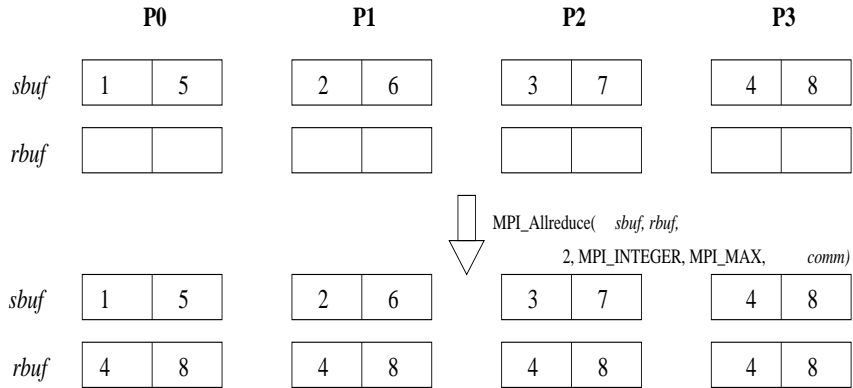 P0 P1 P2 P3
sbuf 1 5 2 6 3 7 4 8
rbuf
MPI_Allreduce( sbuf, rbuf,
2, MPI_INTEGER, MPI_MAX, comm)
sbuf 1 5 2 6 3 7 4 8
rbuf 4 8 4 8 4 8 4 8